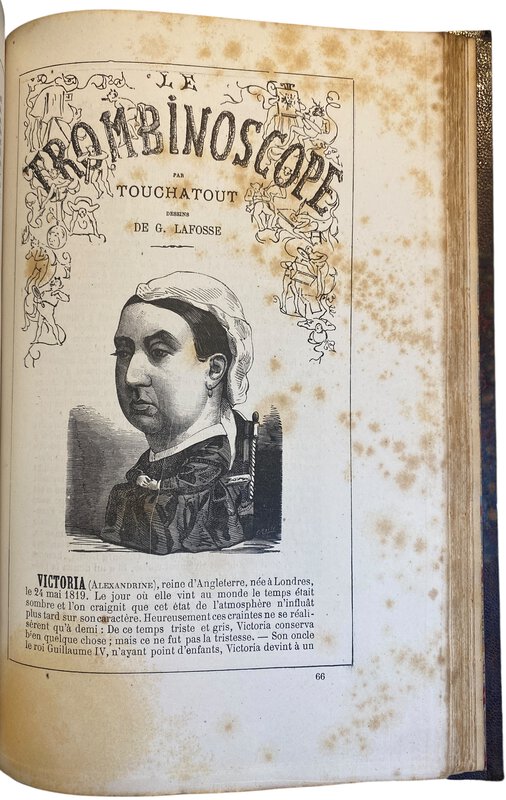 LE
TROMBINOSCOPE
PAR
TOUCHATOUT
DESSINS
DE G. LAFOSSE
VICTORIA (ALEXANDRINE), reine d'Angleterre, née à Londres,
le 24 mai 1819. Le jour où elle vint au monde le temps était
sombre et l'on craignit que cet état de l'atmosphère n'influât
plus tard sur son caractère. Heureusement ces craintes ne se réali-
sèrent qu'à demi : De ce temps triste et gris, Victoria conserva
bien quelque chose ; mais ce ne fut pas la tristesse. — Son oncle
le roi Guillaume IV, n'ayant point d'enfants, Victoria devint à un
66